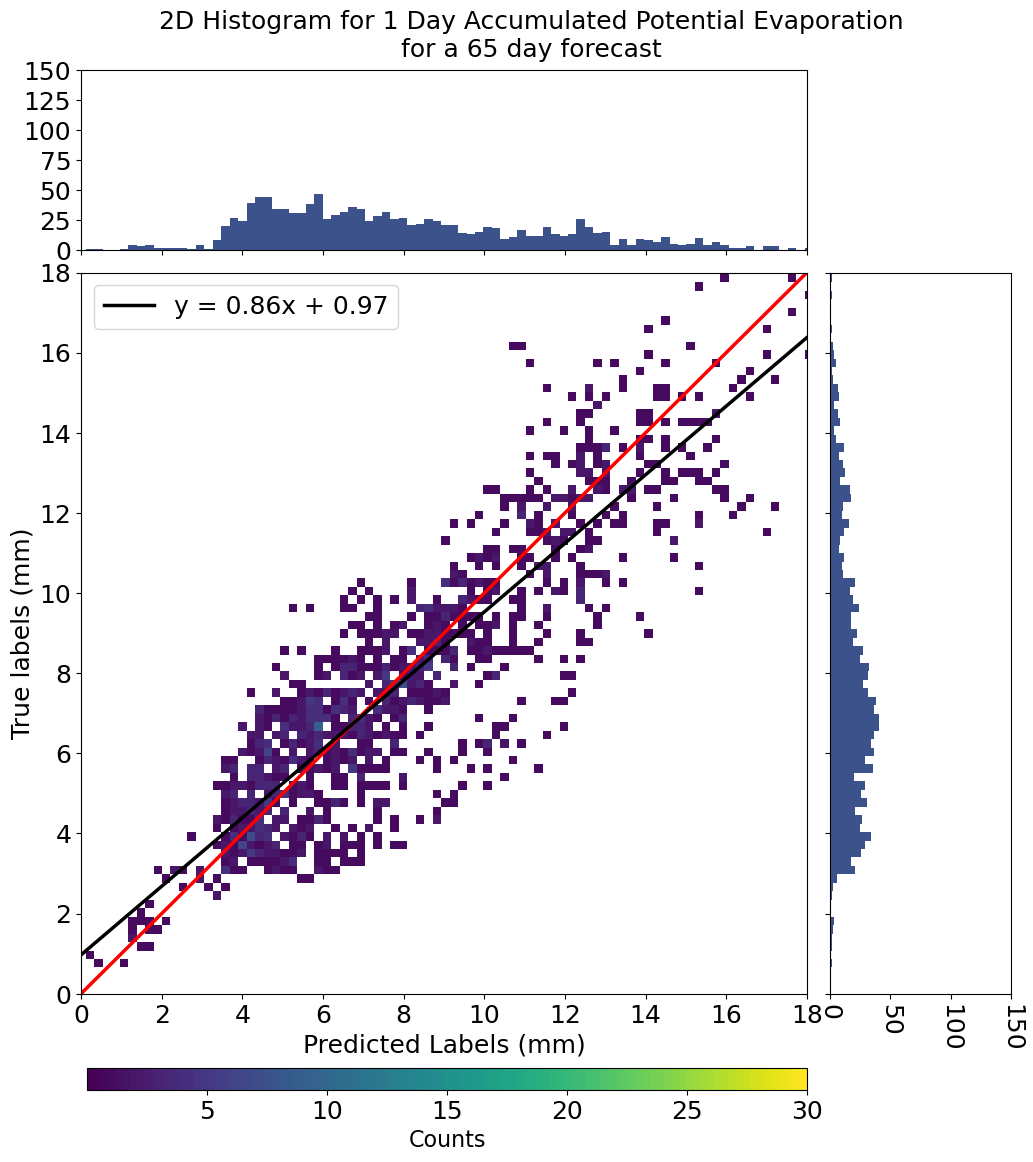 2D Histogram for 1 Day Accumulated Potential Evaporation
for a 65 day forecast
150
125
100
75
50
25
0
y = 0.86x + 0.97
18
16
14
12
10
8
6
4
2
0
True labels (mm)
0 2 4 6 8 10 12 14 16 18
Predicted Labels (mm)
0 50 100 150
5 10 15 20 25 30
Counts